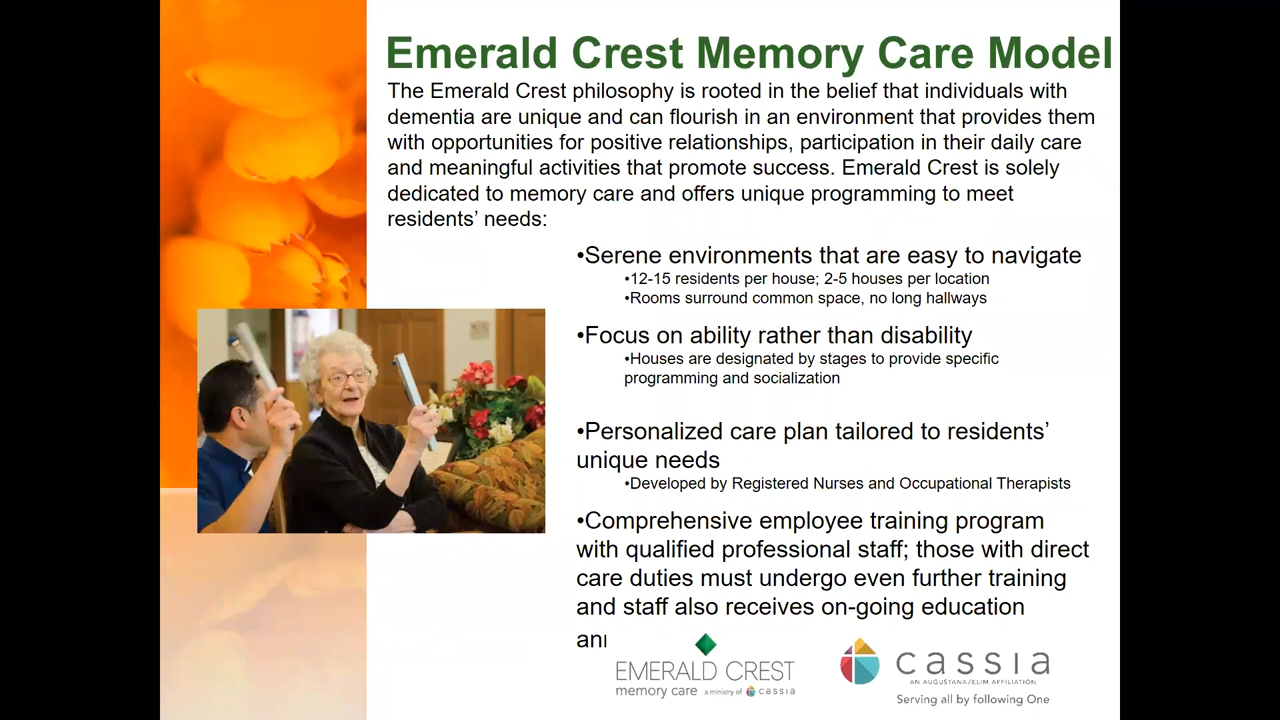 Emerald Crest Memory Care Model
The Emerald Crest philosophy is rooted in the belief that individuals with
dementia are unique and can flourish in an environment that provides them
with opportunities for positive relationships, participation in their daily care
and meaningful activities that promote success. Emerald Crest is solely
dedicated to memory care and offers unique programming to meet
residents’ needs:
•Serene environments that are easy to navigate
•12-15 residents per house; 2-5 houses per location
•Rooms surround common space, no long hallways
•Focus on ability rather than disability
•Houses are designated by stages to provide specific
programming and socialization
•Personalized care plan tailored to residents’
unique needs
•Developed by Registered Nurses and Occupational Therapists
•Comprehensive employee training program
with qualified professional staff; those with direct
care duties must undergo even further training
and staff also receives on-going education
EMERALD CREST
memory care a ministry of cassia
cassia
AN AUGUSTANA/ELIM AFFILIATION
Serving all by following One